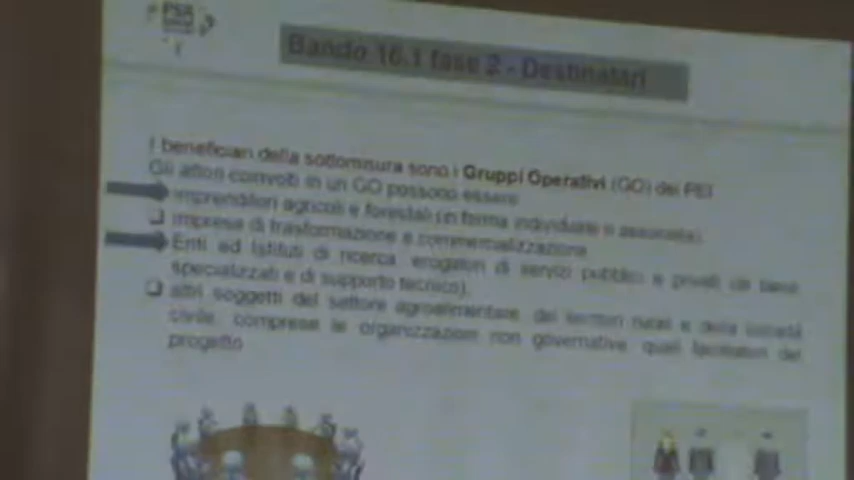 PSR
Bando 16.1 fase 2 - Destinatari
I beneficiari della sottomisura sono i Gruppi Operativi (GO) dei PEI
Gli attori coinvolti in un GO possono essere
imprenditori agricoli e forestali (in forma individuale o associata)
imprese di trasformazione e commercializzazione
Enti ed Istituti di ricerca erogatori di servizi pubblici e privati
specializzati e di supporto tecnico).
altri soggetti del settore agroalimentare, dei territori rurali e della società
civile, comprese le organizzazioni non governative, quali facilitatori del
progetto